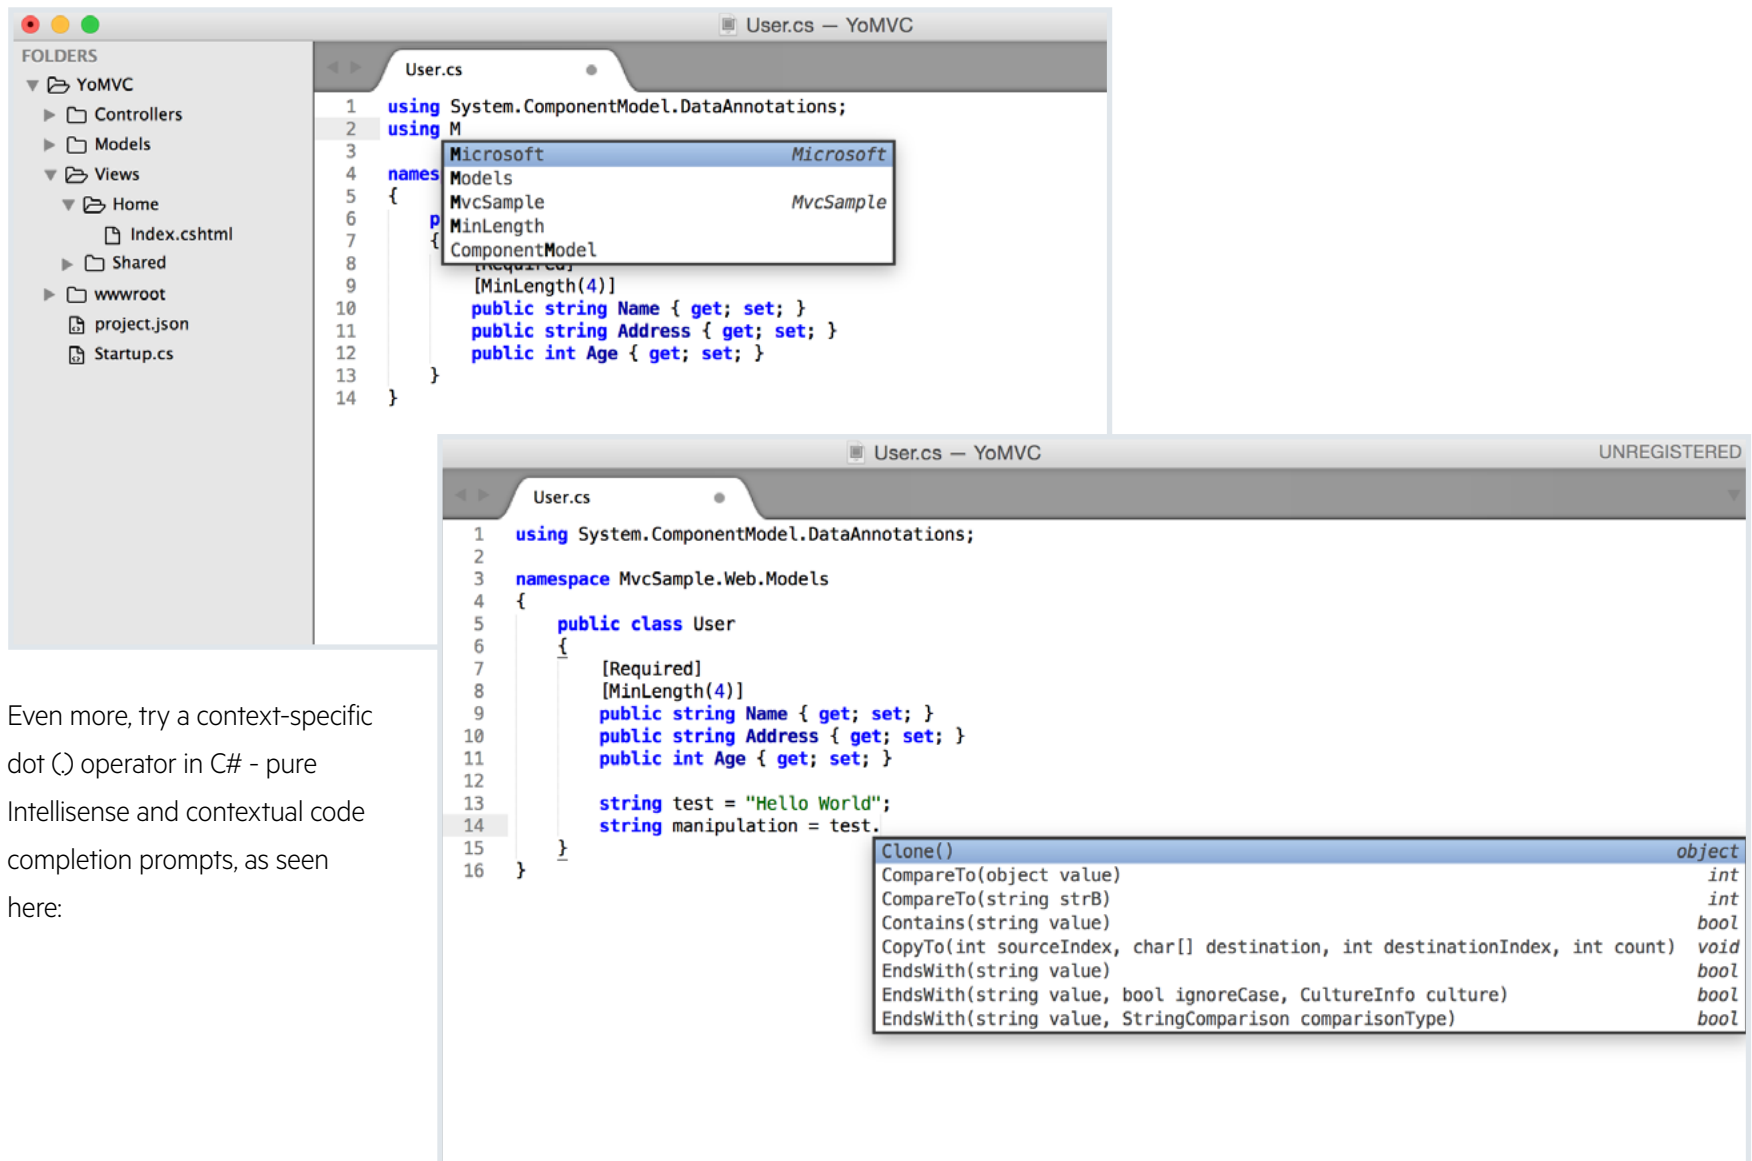 User.cs — YoMVC
FOLDERS
YoMVC
Controllers
Models
Views
Home
Index.cshtml
Shared
wwwroot
project.json
Startup.cs
User.cs
1 using System.ComponentModel.DataAnnotations;
2 using M
3
4 names
5 {
6 p
7 {
8 [Required]
9 [MinLength(4)]
10 public string Name { get; set; }
11 public string Address { get; set; }
12 public int Age { get; set; }
13 }
14 }
Microsoft Microsoft
Models
MvcSample MvcSample
MinLength
ComponentModel
User.cs — YoMVC UNREGISTERED
User.cs
1 using System.ComponentModel.DataAnnotations;
2
3 namespace MvcSample.Web.Models
4 {
5 public class User
6 {
7 [Required]
8 [MinLength(4)]
9 public string Name { get; set; }
10 public string Address { get; set; }
11 public int Age { get; set; }
12
13 string test = "Hello World";
14 string manipulation = test.
15 }
16 }
Clone() object
CompareTo(object value) int
CompareTo(string strB) int
Contains(string value) bool
CopyTo(int sourceIndex, char[] destination, int destinationIndex, int count) void
EndsWith(string value) bool
EndsWith(string value, bool ignoreCase, CultureInfo culture) bool
EndsWith(string value, StringComparison comparisonType) bool
Even more, try a context-specific
dot (.) operator in C# - pure
Intellisense and contextual code
completion prompts, as seen
here: